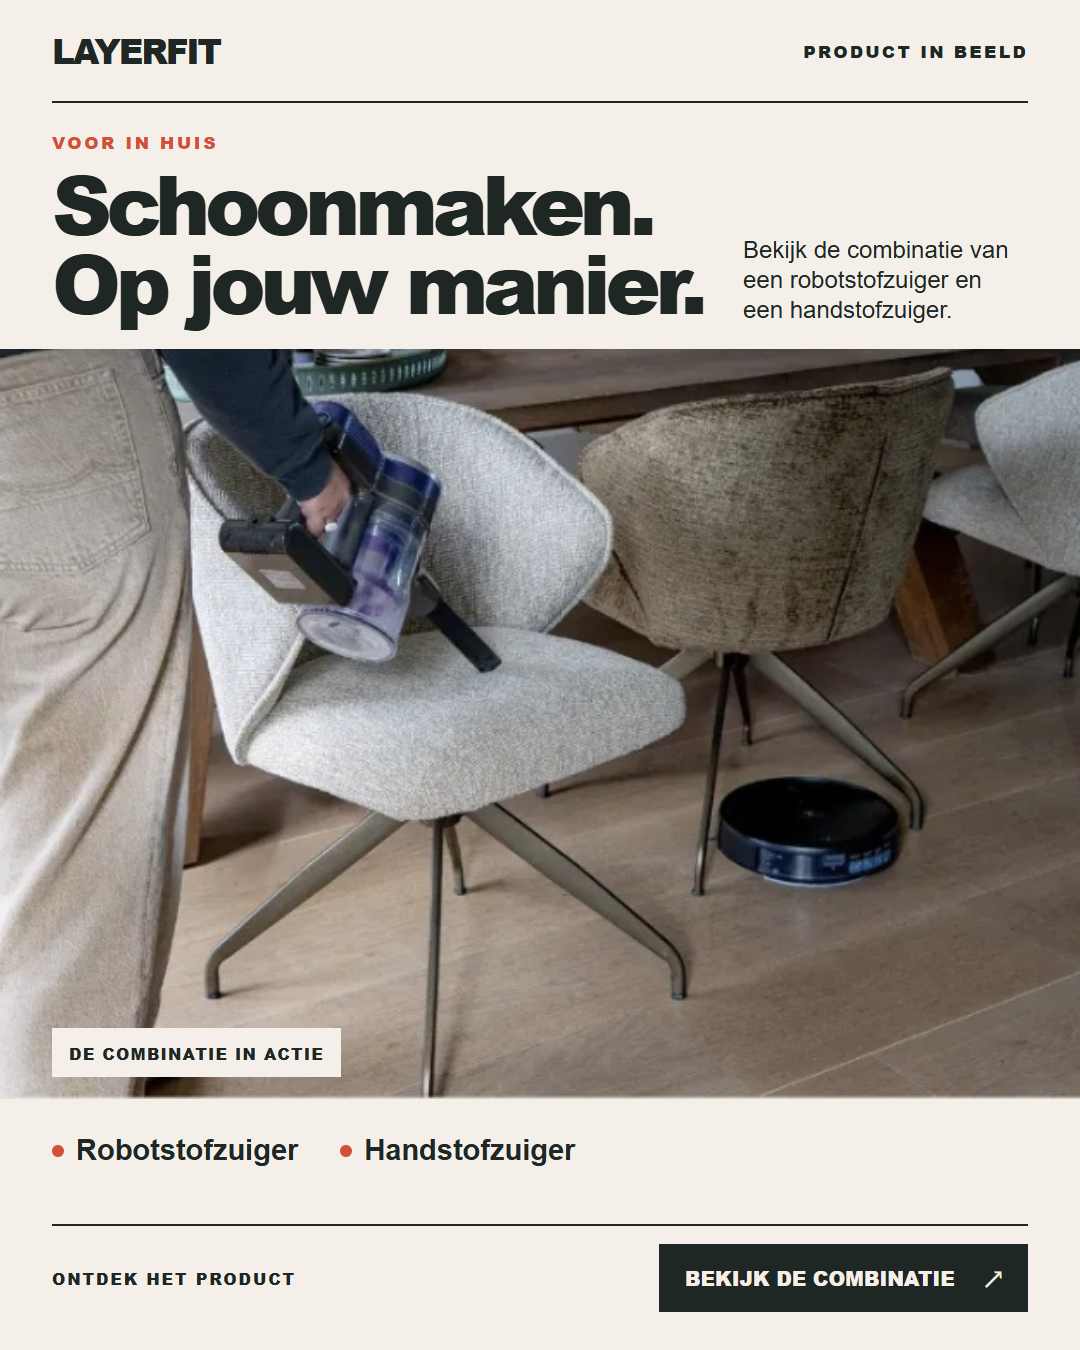 LAYERFIT
PRODUCT IN BEELD
VOOR IN HUIS
Schoonmaken.
Op jouw manier.
Bekijk de combinatie van
een robotstofzuiger en
een handstofzuiger.
DE COMBINATIE IN ACTIE
Robotstofzuiger
Handstofzuiger
ONTDEK HET PRODUCT
BEKIJK DE COMBINATIE ↗